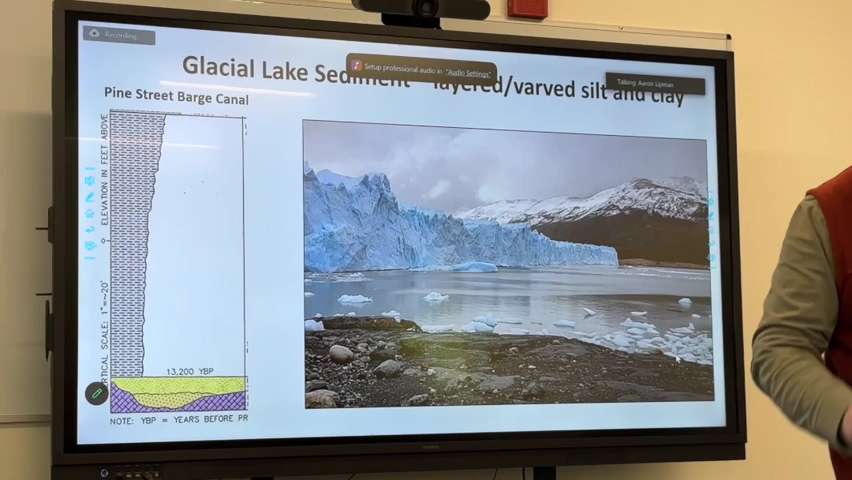 Recording
Setup professional audio in "Audio Settings"
Talking: Aaron Lipman
Glacial Lake Sediment - layered/varved silt and clay
Pine Street Barge Canal
ELEVATION IN FEET ABOVE
0
RTICAL SCALE: 1"=~20'
13,200 YBP
NOTE: YBP = YEARS BEFORE PR